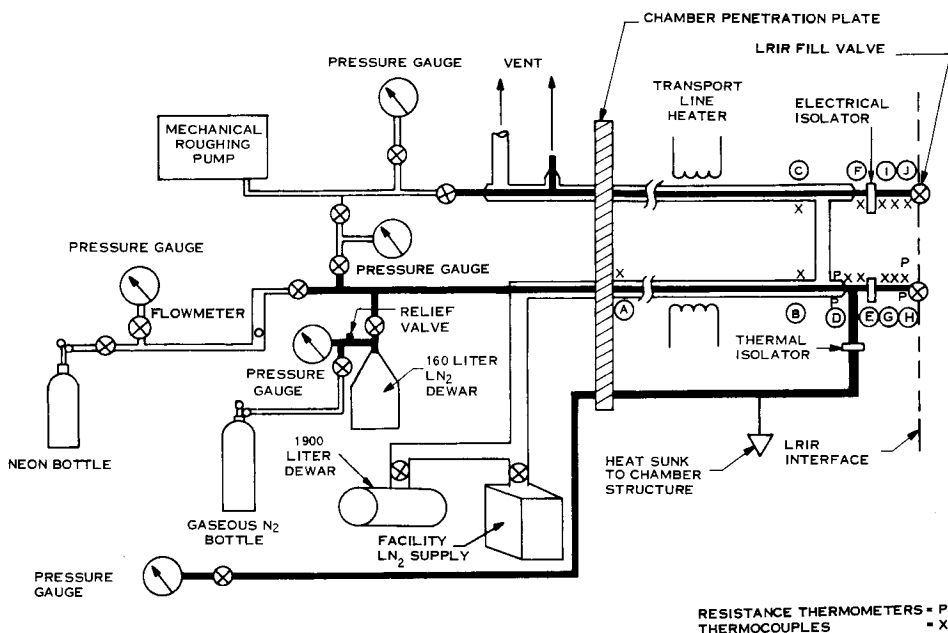 CHAMBER PENETRATION PLATE
LRIR FILL VALVE
PRESSURE GAUGE
VENT
TRANSPORT
LINE
HEATER
ELECTRICAL
ISOLATOR
MECHANICAL
ROUGHING
PUMP
C
F
I
J
X
X
X
X
X
PRESSURE GAUGE
PRESSURE GAUGE
P
X
X
P
X
X
X
X
X
P
P
FLOWMETER
A
B
D
E
G
H
RELIEF
VALVE
THERMAL
ISOLATOR
PRESSURE
GAUGE
160 LITER
LN2
DEWAR
NEON BOTTLE
1900
LITER
DEWAR
HEAT SUNK
TO CHAMBER
STRUCTURE
LRIR
INTERFACE
GASEOUS N2
BOTTLE
FACILITY
LN2 SUPPLY
PRESSURE
GAUGE
RESISTANCE THERMOMETERS = P
THERMOCOUPLES = X